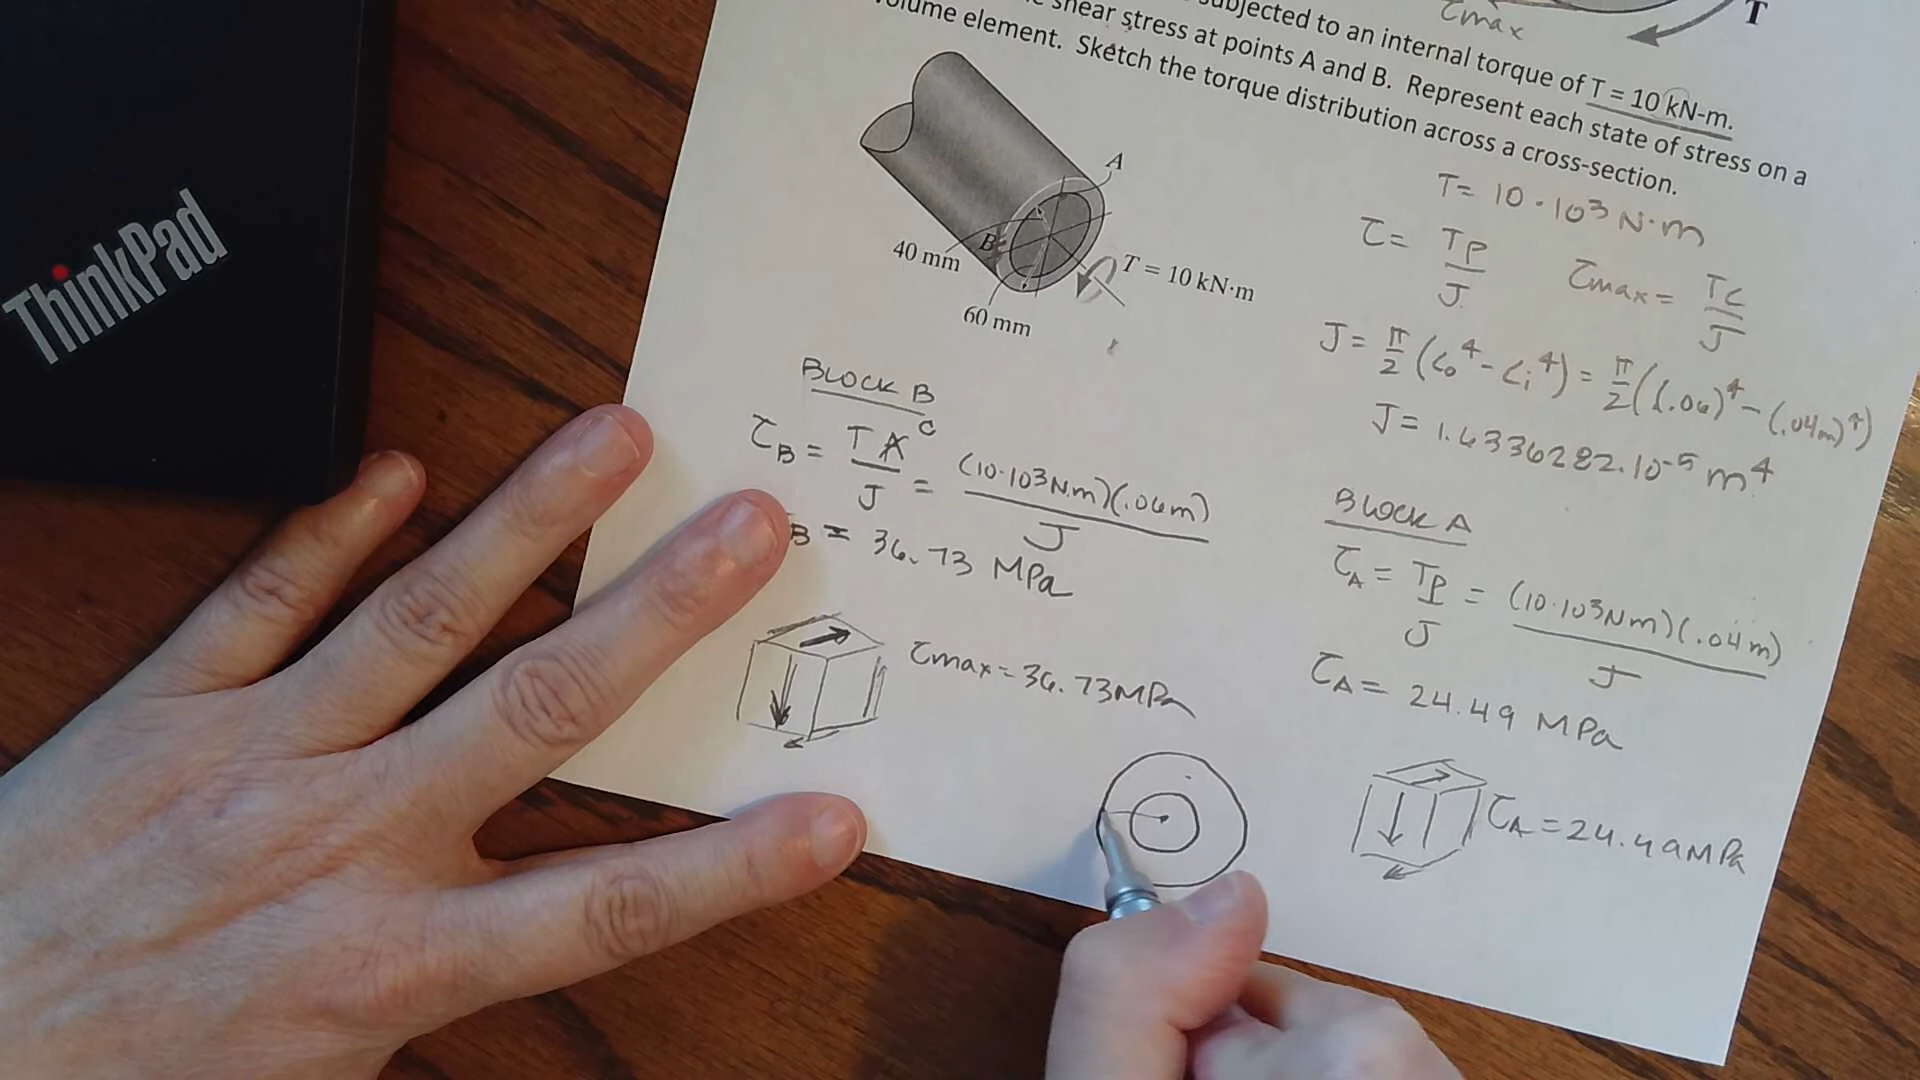 ThinkPad
τmax
T
subjected to an internal torque of T = 10 kN-m.
shear stress at points A and B. Represent each state of stress on a
volume element. Sketch the torque distribution across a cross-section.
A
B
40 mm
60 mm
T = 10 kN·m
T = 10·10³ N·m
τ = Tρ/J τmax = Tc/J
J = π/2 (Co⁴ - Ci⁴) = π/2 ((.06)⁴ - (.04m)⁴)
J = 1.6336282·10⁻⁵ m⁴
BLOCK A
τA = Tρ/J = (10·10³Nm)(.04m)/J
τA = 24.49 MPa
τA = 24.49MPa
BLOCK B
τB = T c/J = (10·10³N·m)(.06m)/J
B = 36.73 MPa
τmax = 36.73MPa